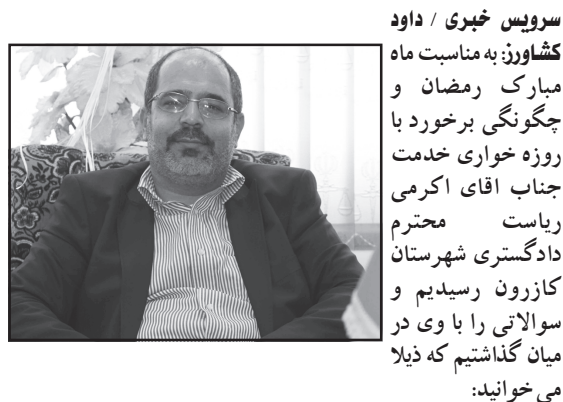 سرویس خبری / داود
کشاورز: به مناسبت ماه
مبارک رمضان و
چگونگی برخورد با
روزه خواری خدمت
جناب اقای اکرمی
ریاست محترم
دادگستری شهرستان
کازرون رسیدیم و
سوالاتی را با وی در
میان گذاشتیم که ذیلا
می خوانید: